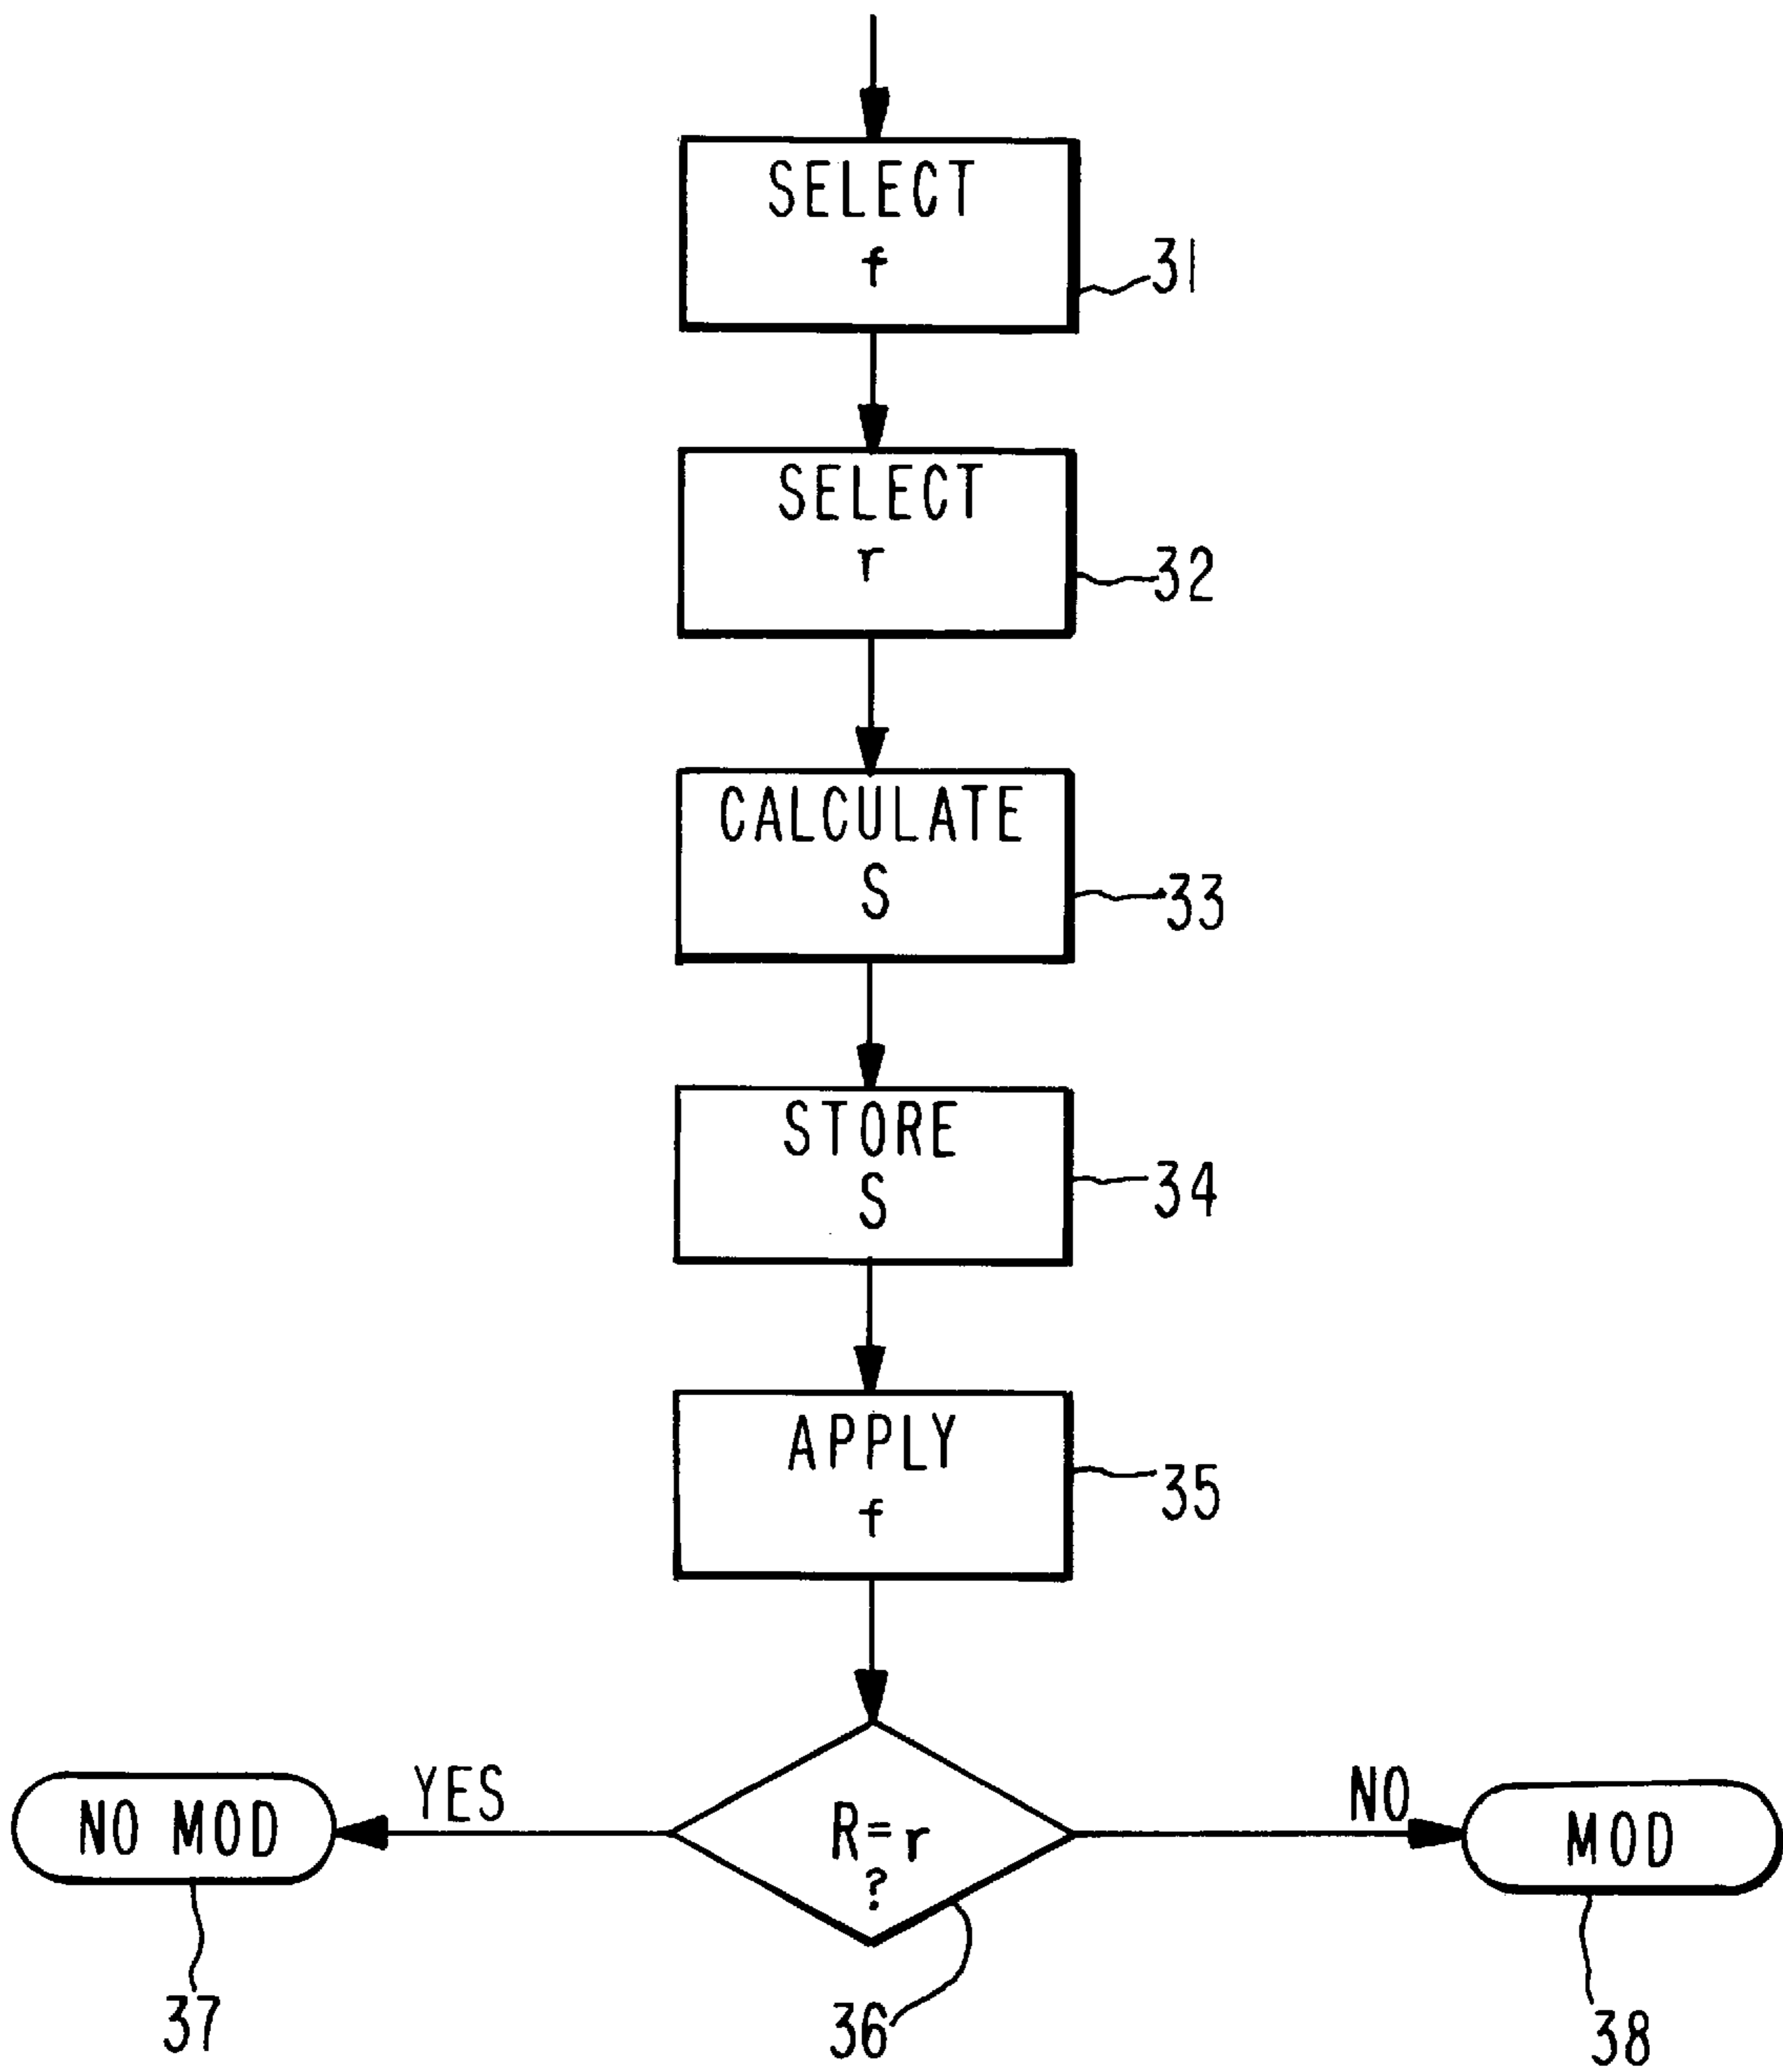 SELECT
f
31
SELECT
r
32
CALCULATE
S
33
STORE
S
34
APPLY
f
35
YES
NO
NO MOD
R=r
?
MOD
37
36
38